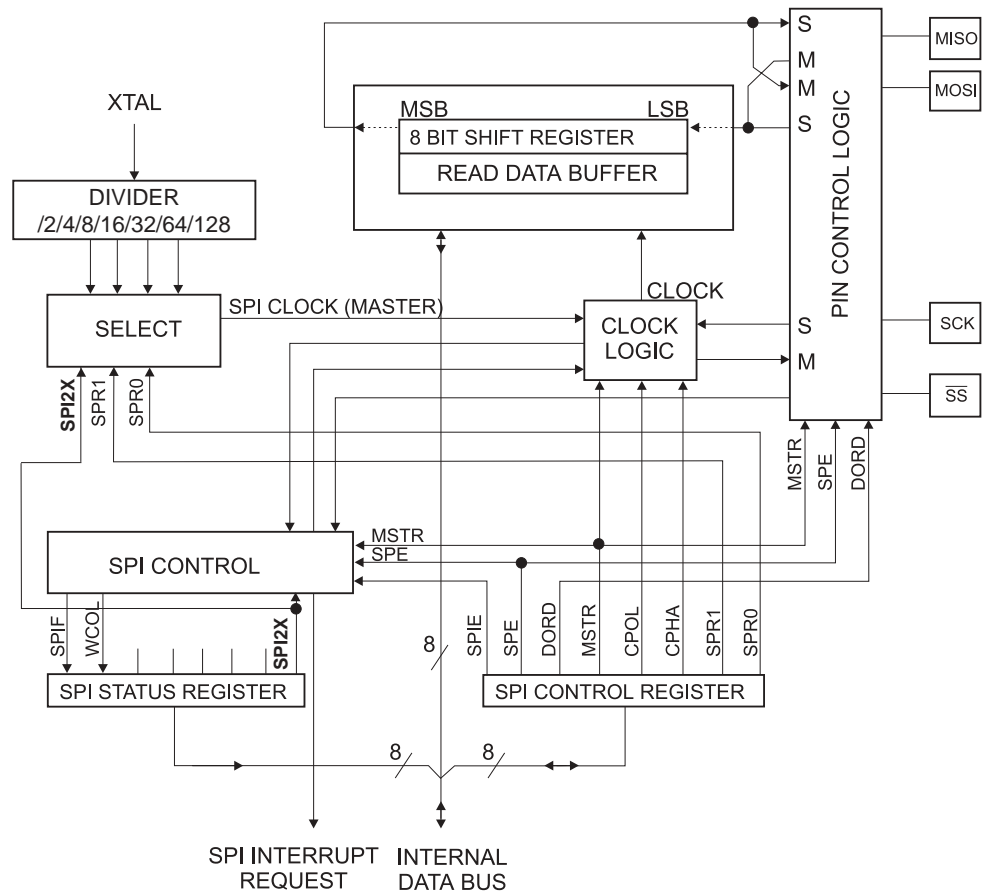 S
MISO
M
XTAL
MSB
LSB
M
MOSI
8 BIT SHIFT REGISTER
S
READ DATA BUFFER
DIVIDER
/2/4/8/16/32/64/128
PIN CONTROL LOGIC
CLOCK
SPI CLOCK (MASTER)
SELECT
CLOCK
LOGIC
S
SCK
M
SPI2X
SPR1
SPR0
SS
MSTR
SPE
DORD
MSTR
SPE
SPI CONTROL
SPIF
WCOL
SPI2X
8
SPIE
SPE
DORD
MSTR
CPOL
CPHA
SPR1
SPR0
SPI STATUS REGISTER
SPI CONTROL REGISTER
8
8
SPI INTERRUPT
REQUEST
INTERNAL
DATA BUS